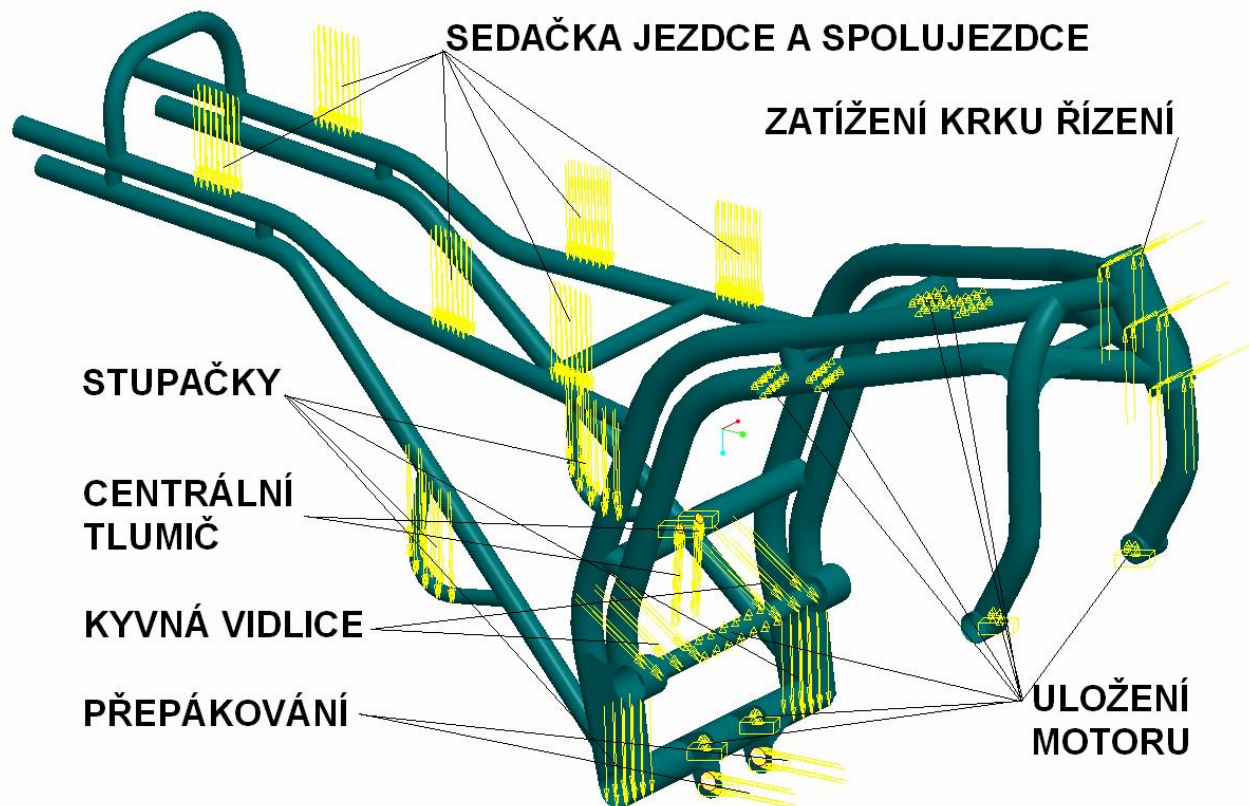 SEDAČKA JEZDCE A SPOLUJEZDCE
ZATÍŽENÍ KRKU ŘÍZENÍ
STUPAČKY
CENTRÁLNÍ
TLUMIČ
KYVNÁ VIDLICE
PŘEPÁKOVÁNÍ
ULOŽENÍ
MOTORU